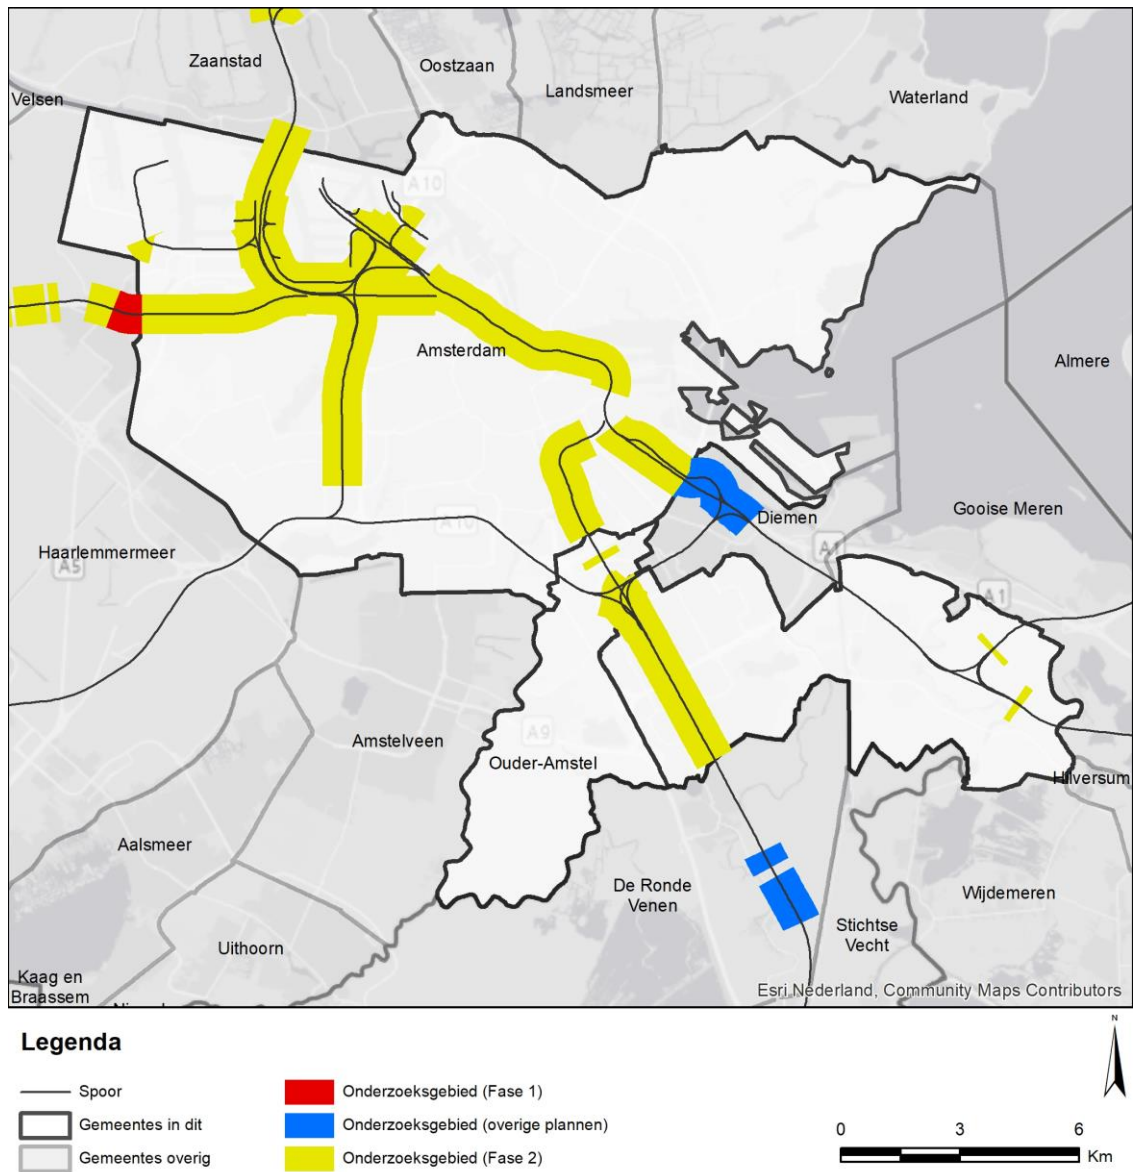 Zaanstad
Oostzaan
Landsmeer
Velsen
Waterland
A10
Amsterdam
Almere
Diemen
Gooise Meren
A10
Haarlemmermeer
A5
A1
A1
Amstelveen
A9
Ouder-Amstel
Hilversum
Aalsmeer
De Ronde
Venen
Wijdemeren
Stichtse
Vecht
Uithoorn
Kaag en
Braassem
Esri Nederland, Community Maps Contributors
Legenda
N
Spoor
Onderzoeksgebied (Fase 1)
Gemeentes in dit
Onderzoeksgebied (overige plannen)
Gemeentes overig
Onderzoeksgebied (Fase 2)
0 3 6
Km